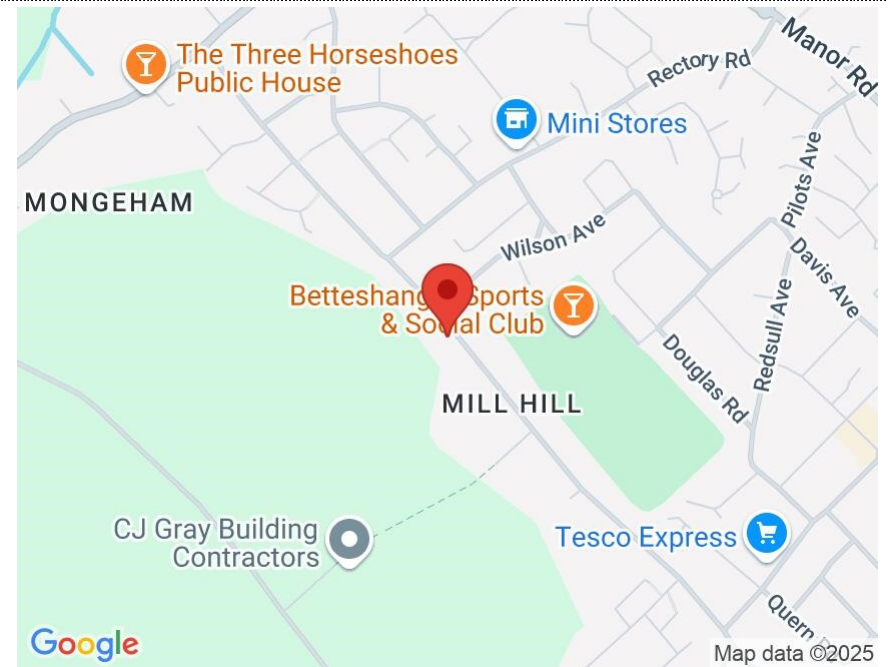 The Three Horseshoes
Public House
Manor Rd
Rectory Rd
Mini Stores
Pilots Ave
MONGEHAM
Wilson Ave
Davis Ave
Sports
& Social Club
Redsull Ave
Douglas Rd
MILL HILL
CJ Gray Building
Contractors
Tesco Express
Quern
Google
Map data ©2025